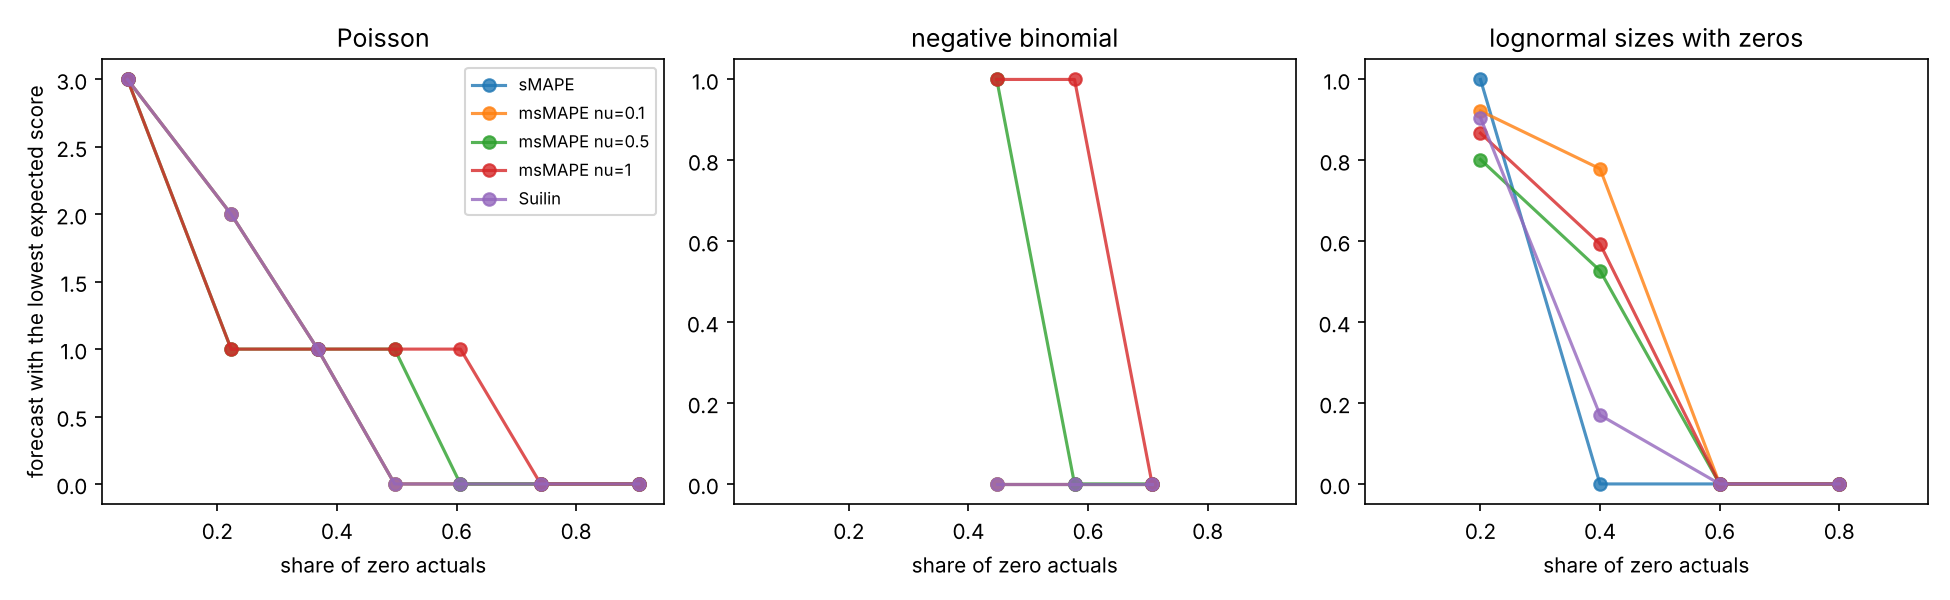 Poisson
negative binomial
lognormal sizes with zeros
forecast with the lowest expected score
3.0
2.5
2.0
1.5
1.0
0.5
0.0
sMAPE
msMAPE nu=0.1
msMAPE nu=0.5
msMAPE nu=1
Suilin
0.2
0.4
0.6
0.8
share of zero actuals
1.0
0.8
0.6
0.4
0.2
0.0
0.2
0.4
0.6
0.8
share of zero actuals
1.0
0.8
0.6
0.4
0.2
0.0
0.2
0.4
0.6
0.8
share of zero actuals